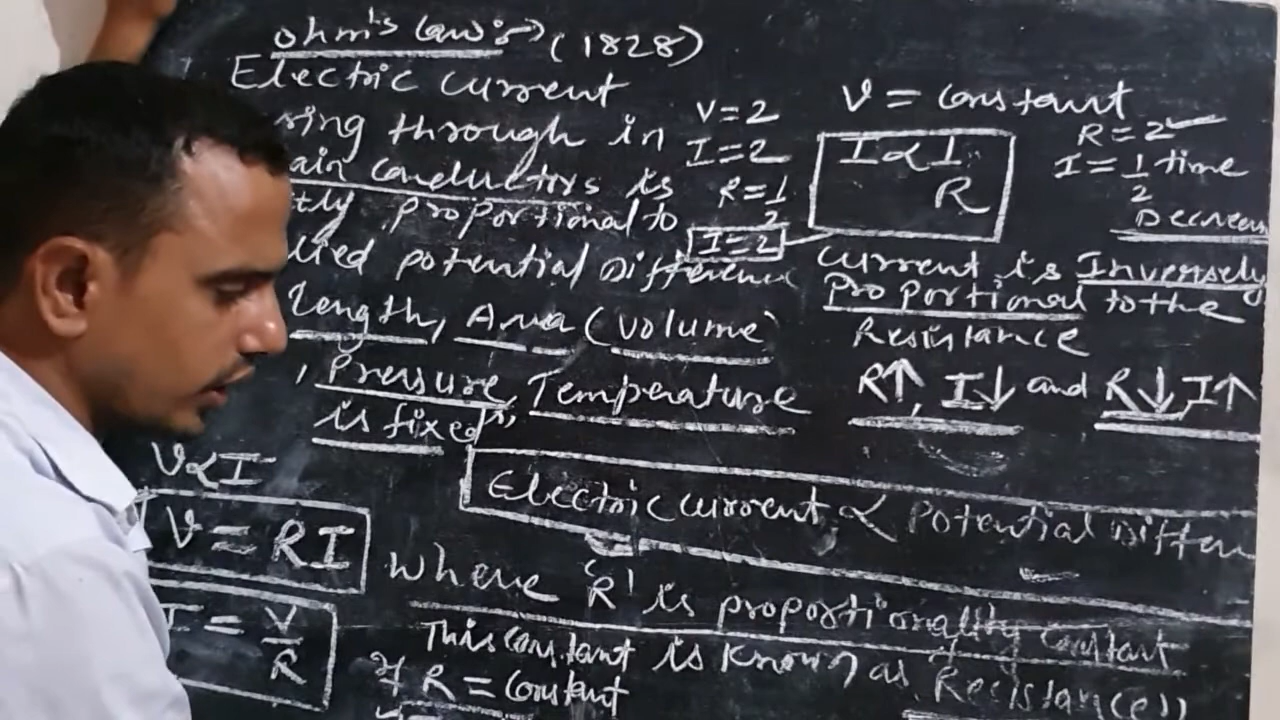 ohm's Law:→ (1828)
Electric current
sing through in
ain conductors is
tly proportional to
lied potential Difference
length, Area (volume)
, Pressure, Temperature
is fixed",
V∝I
V = RI
I = V/R
V=2
I=2
R=1
2
I=2
V = constant
I ∝ 1/R
R=2
I = 1/2 time
Decreas
current is Inversely
Proportional to the
Resistance
R↑, I↓ and R↓, I↑
Electric current ∝ Potential Differen
where 'R' is proportionality constant
This constant is known as Resistance"
If R = constant